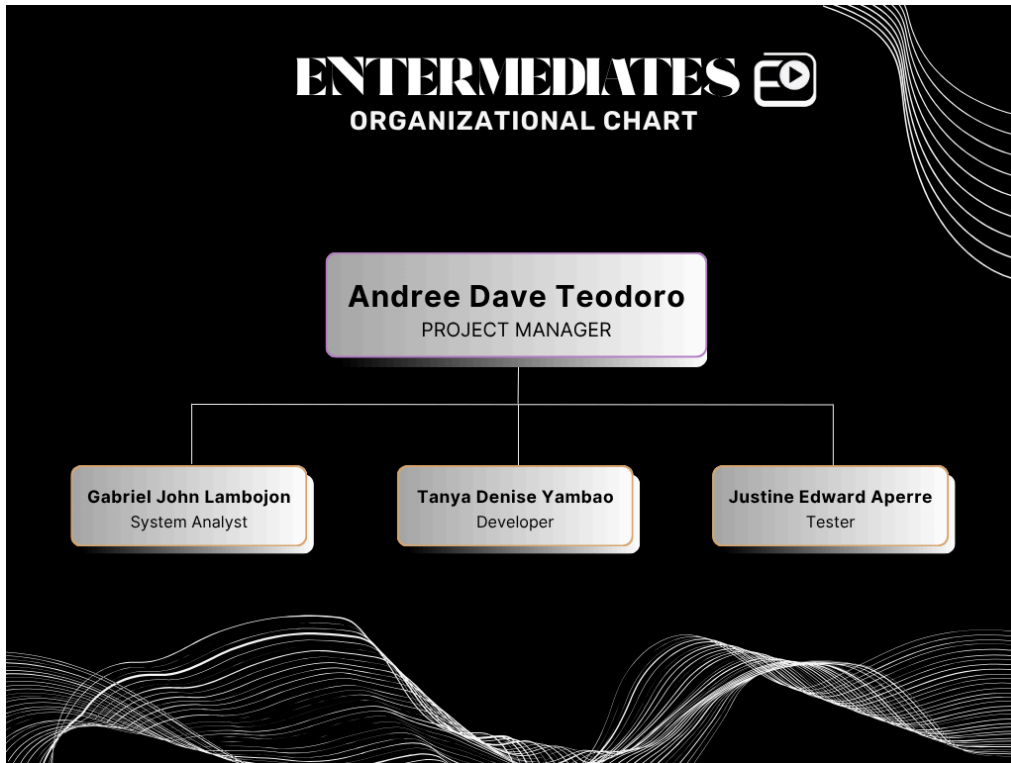 ENTERMEDIATES
ORGANIZATIONAL CHART
Andree Dave Teodoro
PROJECT MANAGER
Gabriel John Lambojon
System Analyst
Tanya Denise Yambao
Developer
Justine Edward Aperre
Tester